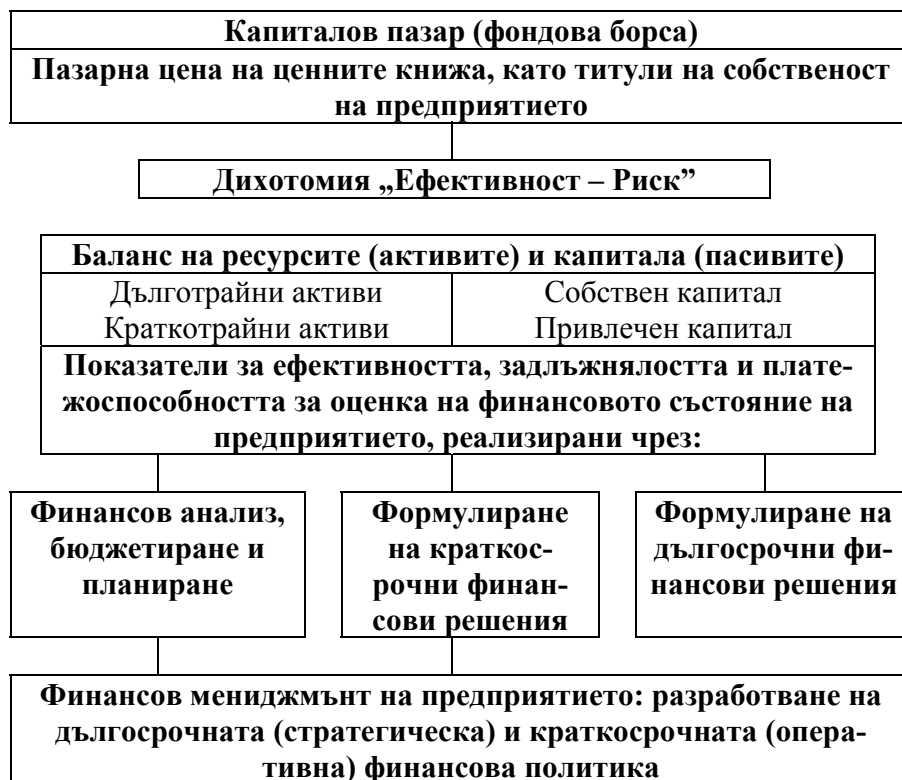 Капиталов пазар (фондова борса)
Пазарна цена на ценните книжа, като титули на собственост
на предприятието
Дихотомия „Ефективност – Риск”
Баланс на ресурсите (активите) и капитала (пасивите)
Дълготрайни активи
Краткотрайни активи
Собствен капитал
Привлечен капитал
Показатели за ефективността, задлъжнялостта и плате-
жоспособността за оценка на финансовото състояние на
предприятието, реализирани чрез:
Финансов анализ,
бюджетиране и
планиране
Формулиране
на краткос-
рочни финан-
сови решения
Формулиране на
дългосрочни фи-
нансови решения
Финансов мениджмънт на предприятието: разработване на
дългосрочната (стратегическа) и краткосрочната (опера-
тивна) финансова политика